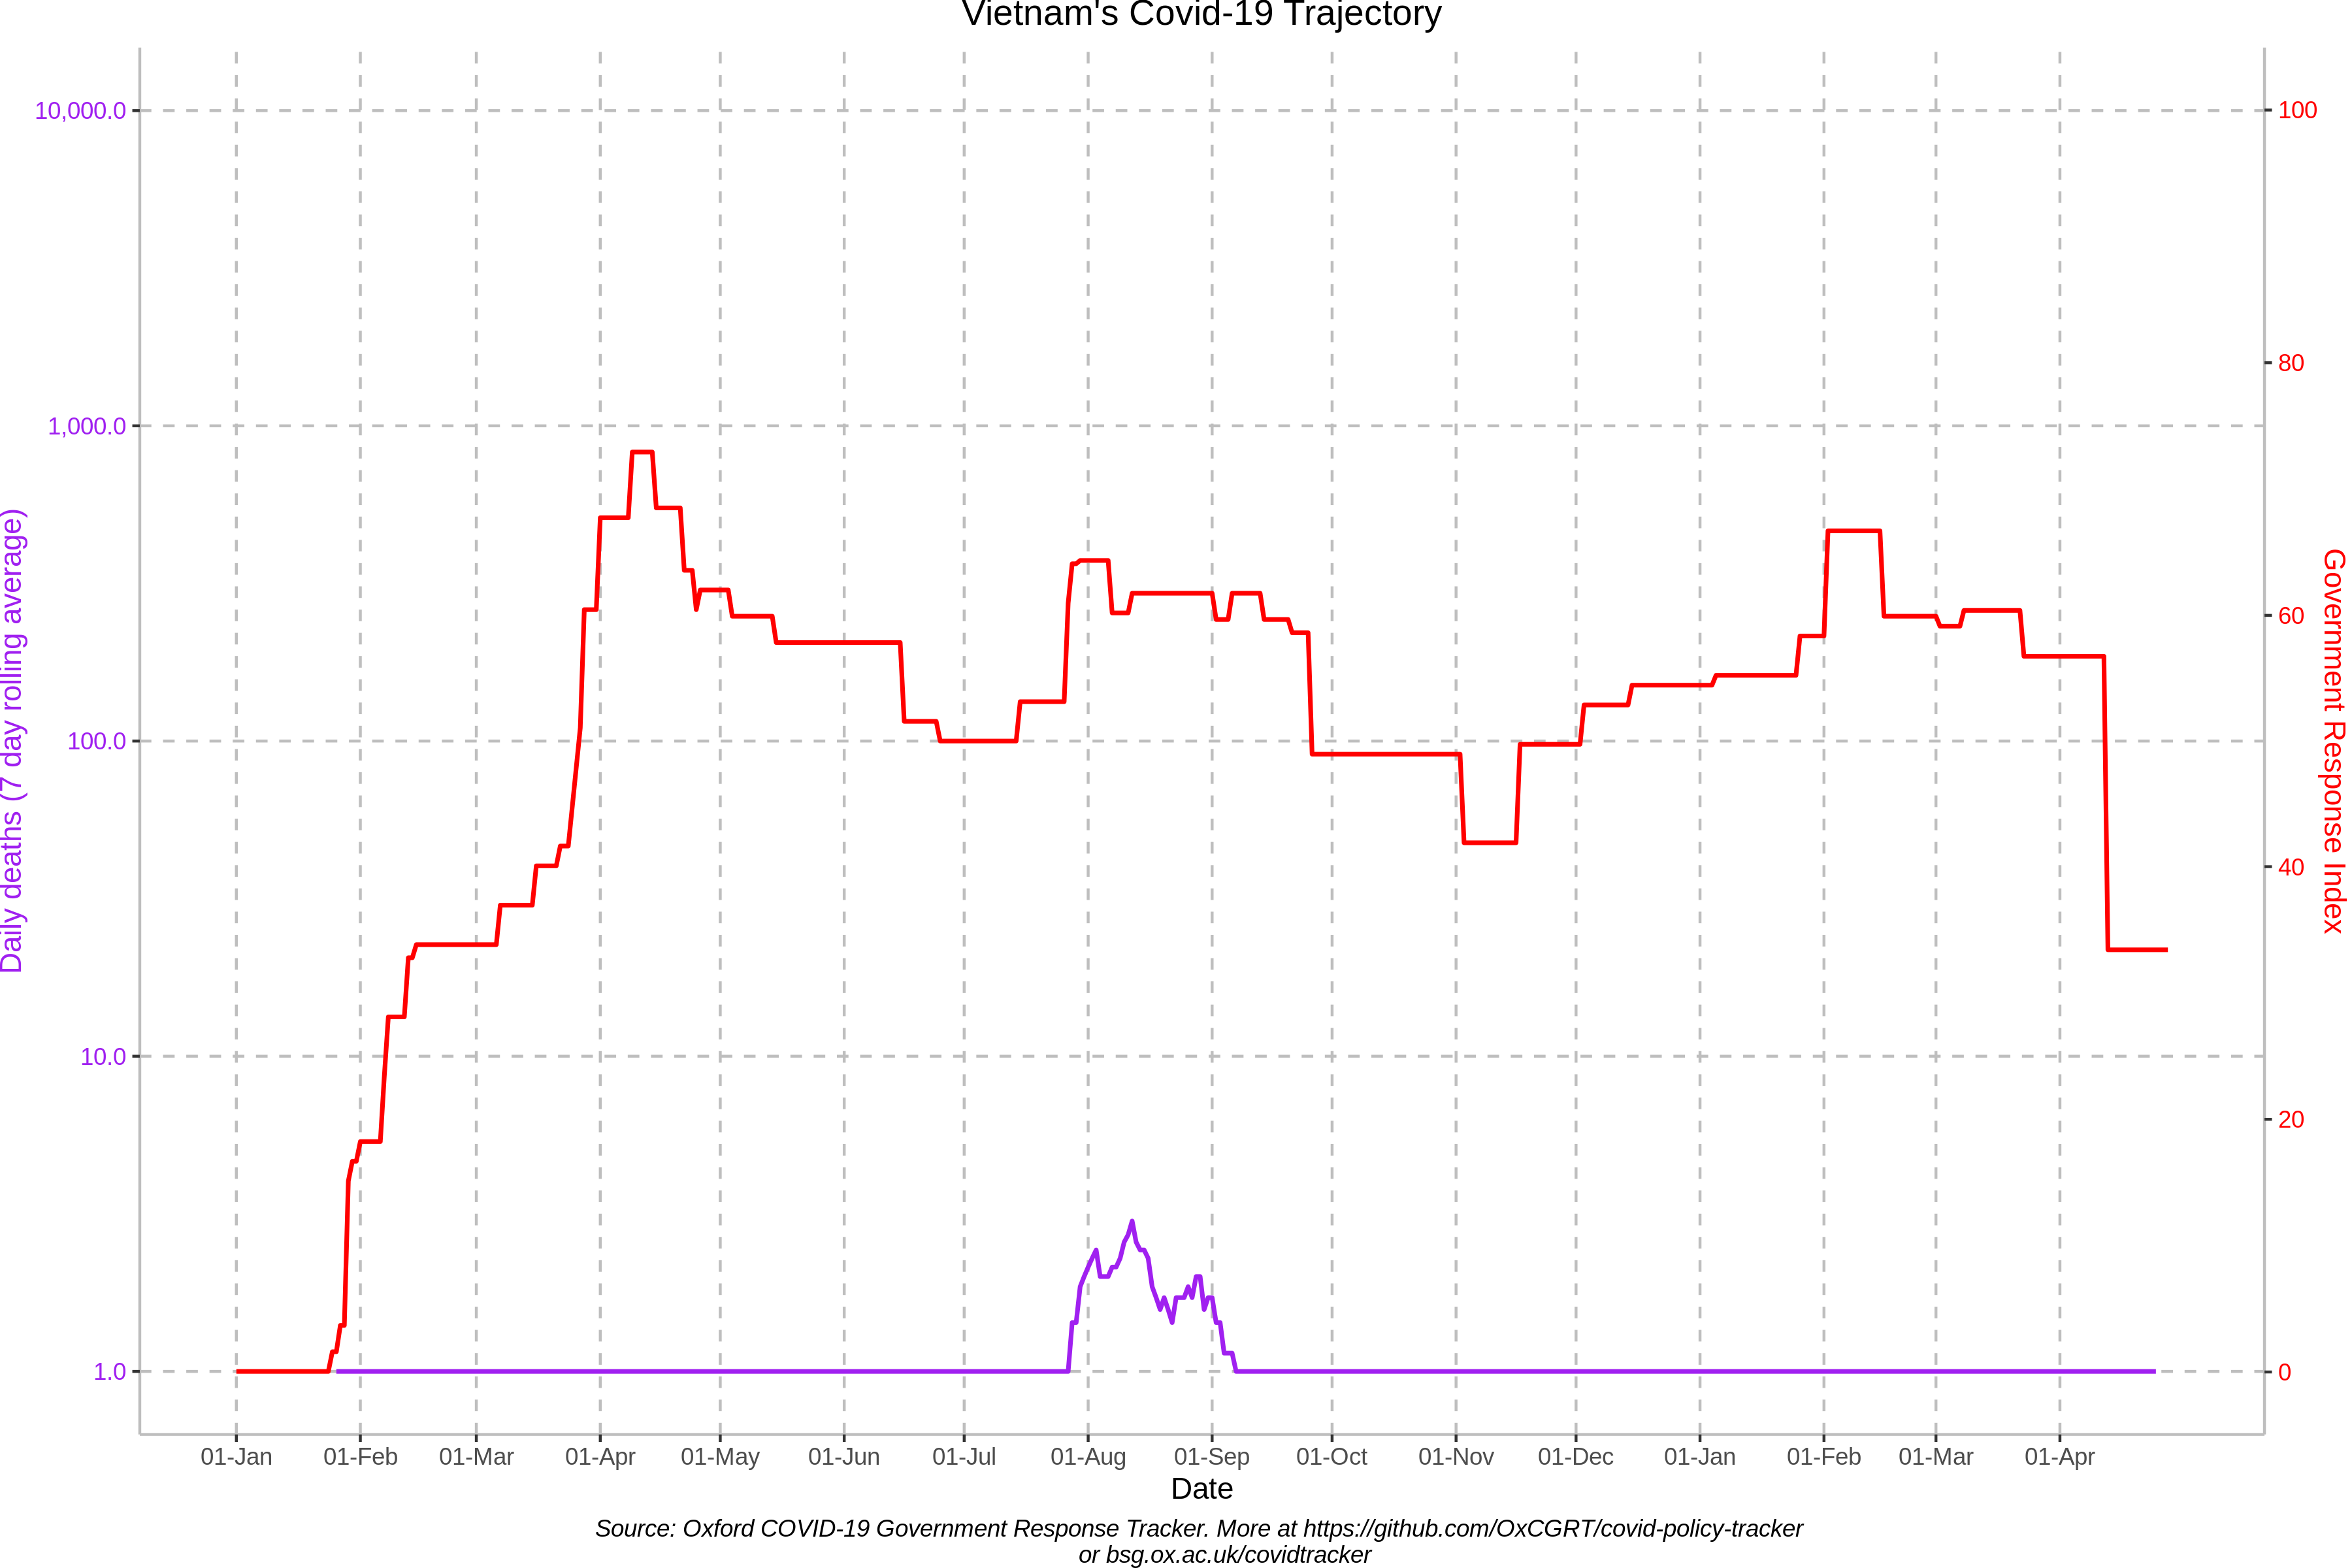 Vietnam's Covid-19 Trajectory
10,000.0
1,000.0
100.0
10.0
1.0
Daily deaths (7 day rolling average)
100
80
60
40
20
0
Government Response Index
01-Jan 01-Feb 01-Mar 01-Apr 01-May 01-Jun 01-Jul 01-Aug 01-Sep 01-Oct 01-Nov 01-Dec 01-Jan 01-Feb 01-Mar 01-Apr
Date
Source: Oxford COVID-19 Government Response Tracker. More at https://github.com/OxCGRT/covid-policy-tracker
or bsg.ox.ac.uk/covidtracker